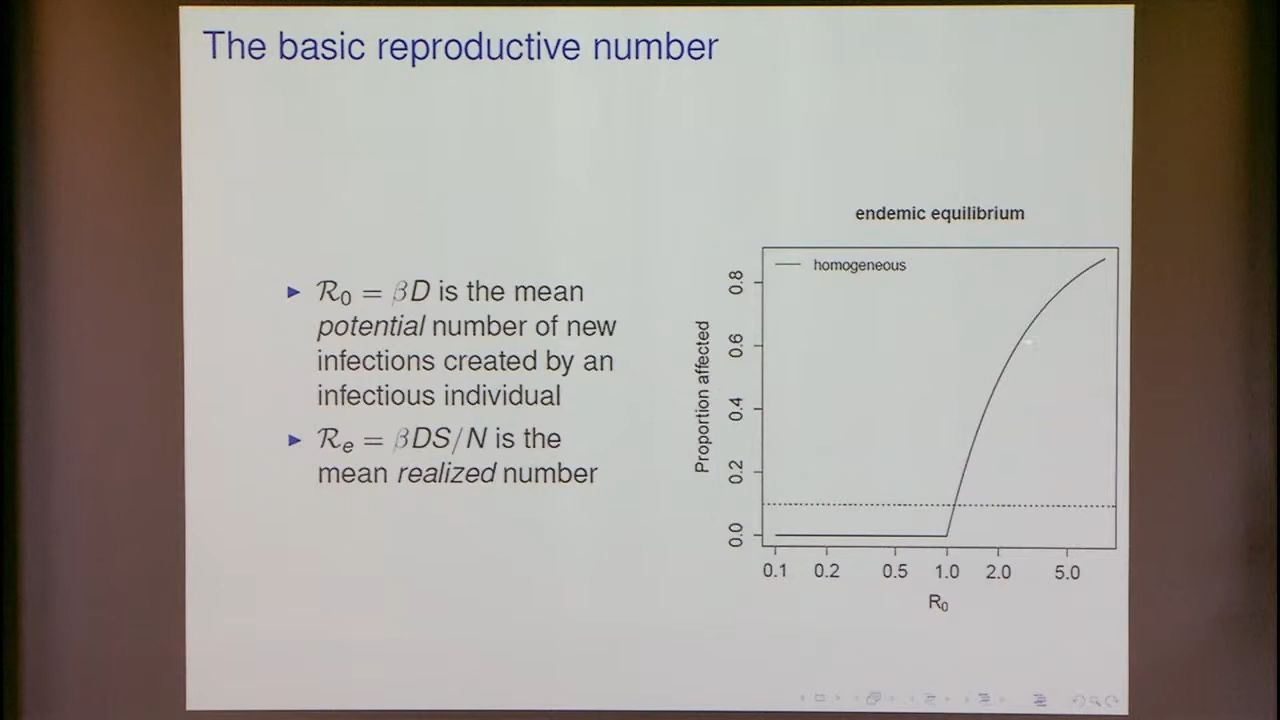 The basic reproductive number
► ℛ₀ = βD is the mean
potential number of new
infections created by an
infectious individual
► ℛₑ = βDS/N is the
mean realized number
endemic equilibrium
homogeneous
Proportion affected
0.8
0.6
0.4
0.2
0.0
0.1 0.2 0.5 1.0 2.0 5.0
R₀